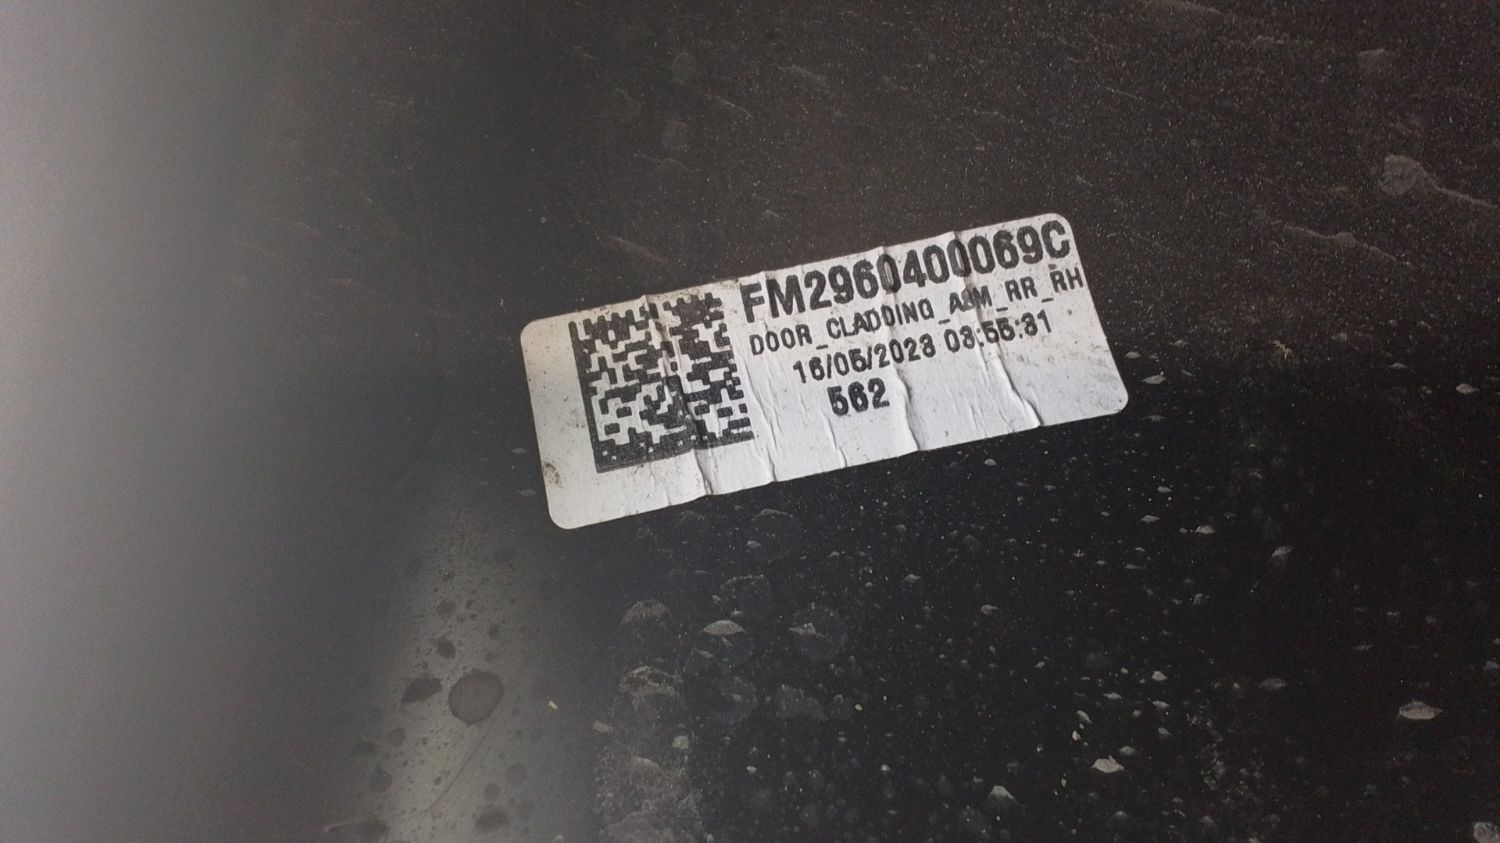 FM2960400069C
DOOR_CLADDING_ASM_RR_RH
16/05/2023 03:55:31
562